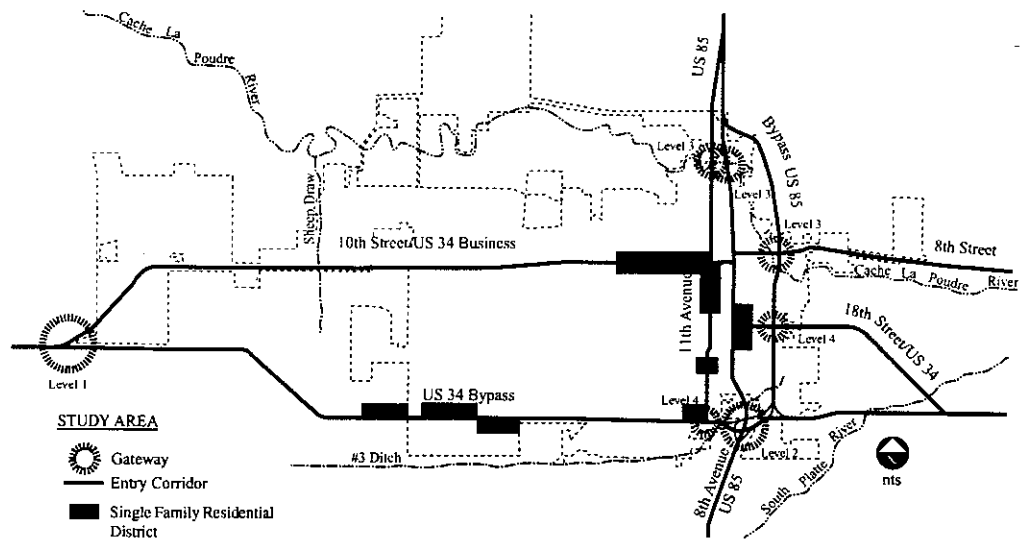 Cache La
Poudre
River
US 85
Bypass US 85
Level 3
Level 3
Level 3
Sheep Draw
10th Street/US 34 Business
8th Street
Cache La Poudre River
11th Avenue
18th Street/US 34
Level 4
Level 1
US 34 Bypass
Level 4
STUDY AREA
#3 Ditch
8th Avenue
US 85
Level 2
South Platte River
nts
Gateway
Entry Corridor
Single Family Residential
District